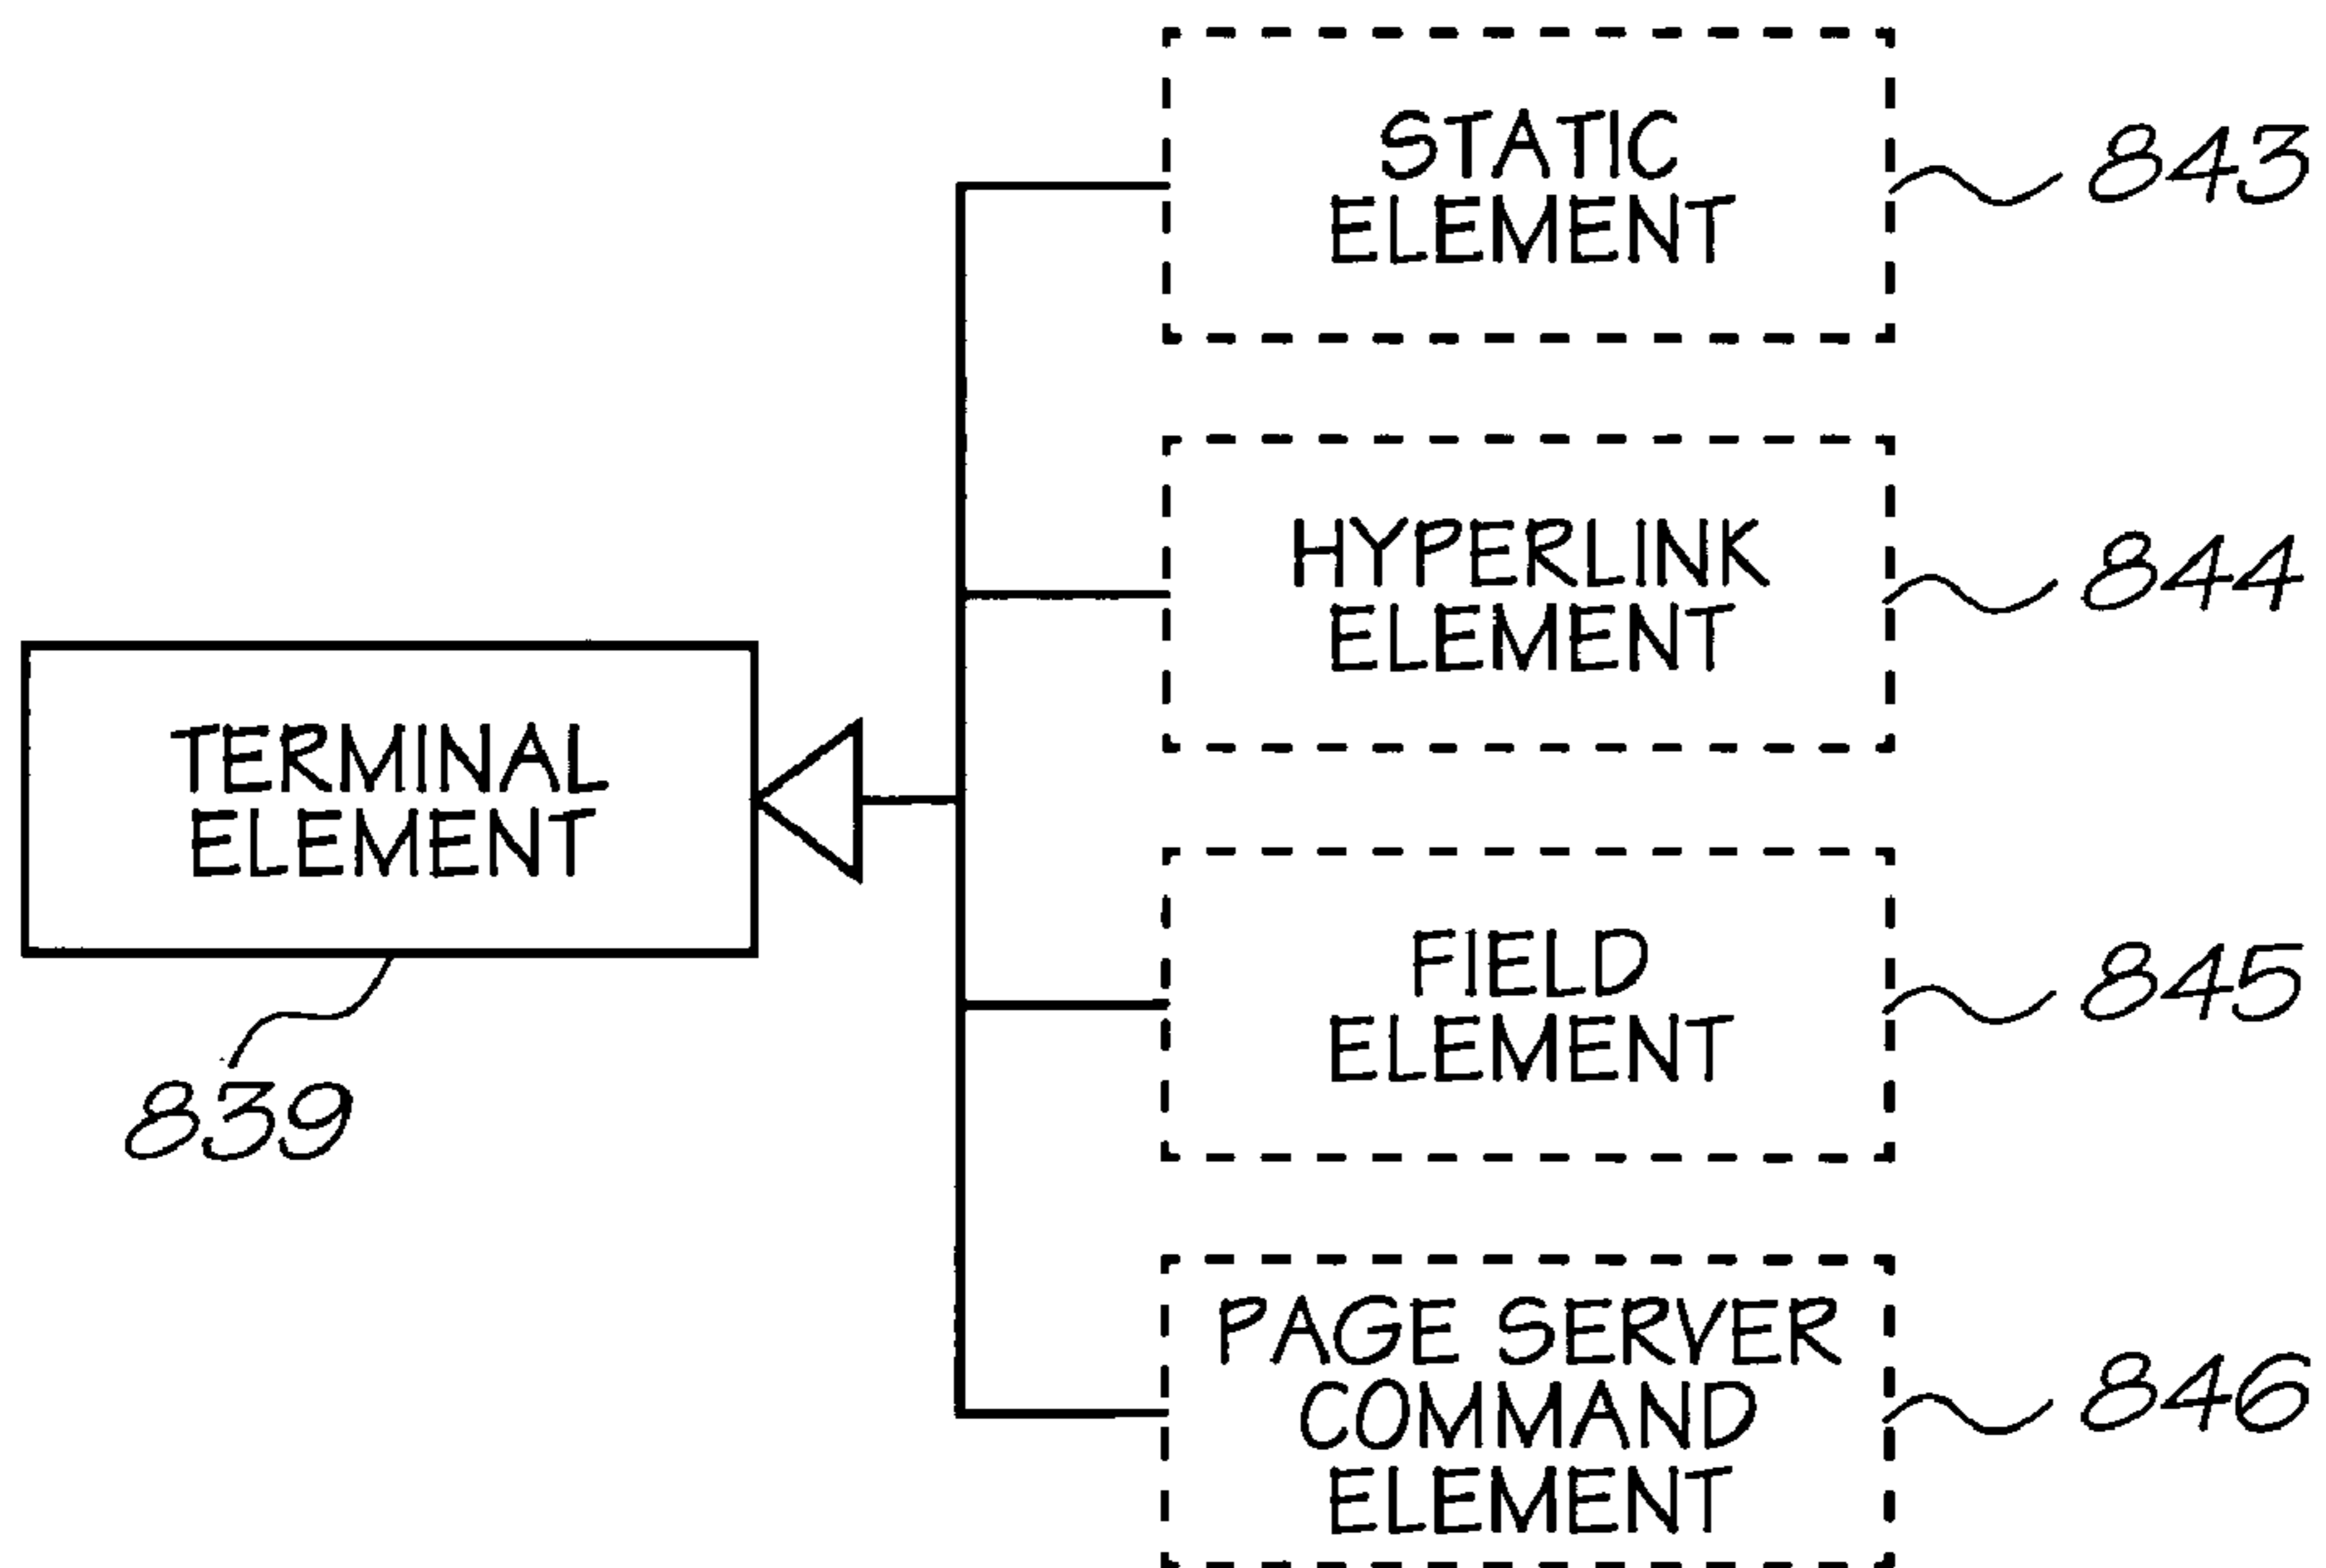 STATIC
ELEMENT
843
HYPERLINK
ELEMENT
844
TERMINAL
ELEMENT
839
FIELD
ELEMENT
845
PAGE SERVER
COMMAND
ELEMENT
846